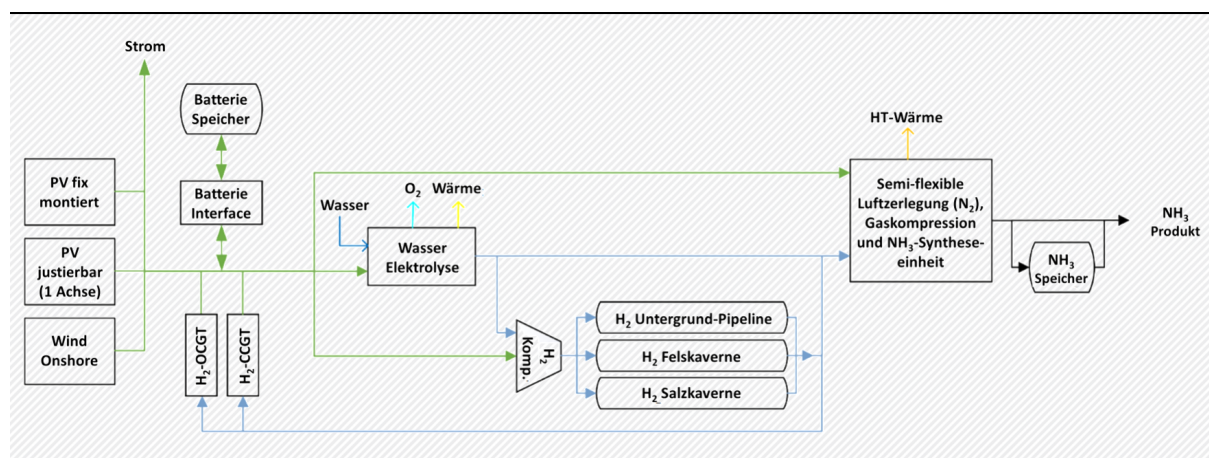 Strom
Batterie
Speicher
HT-Wärme
PV fix
montiert
Batterie
Interface
O₂ Wärme
Wasser
Semi-flexible
Luftzerlegung (N₂),
Gaskompression
und NH₃-Synthese-
einheit
NH₃
Produkt
PV
justierbar
(1 Achse)
Wasser
Elektrolyse
NH₃
Speicher
Wind
Onshore
H₂-OCGT
H₂-CCGT
H₂
Komp.
H₂ Untergrund-Pipeline
H₂ Felskaverne
H₂ Salzkaverne